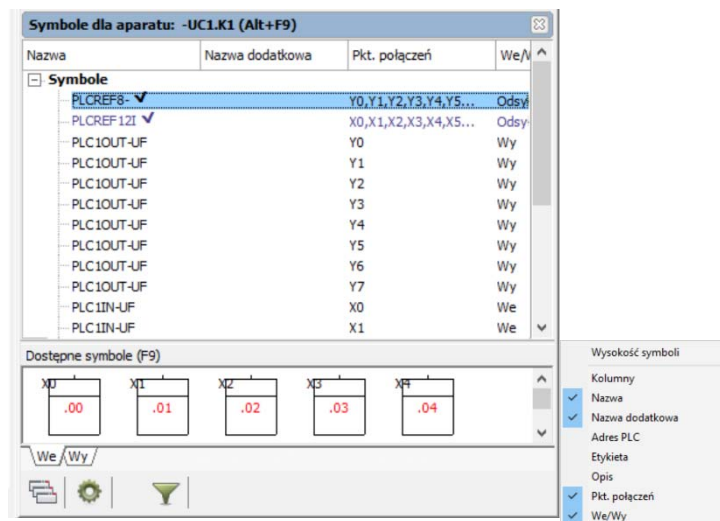 Symbole dla aparatu: -UC1.K1 (Alt+F9)
Nazwa Nazwa dodatkowa Pkt. połączeń We/W
Symbole
PLCREF8- Y0,Y1,Y2,Y3,Y4,Y5... Odsył
PLCREF12I X0,X1,X2,X3,X4,X5... Odsy
PLC1OUT-UF Y0 Wy
PLC1OUT-UF Y1 Wy
PLC1OUT-UF Y2 Wy
PLC1OUT-UF Y3 Wy
PLC1OUT-UF Y4 Wy
PLC1OUT-UF Y5 Wy
PLC1OUT-UF Y6 Wy
PLC1OUT-UF Y7 Wy
PLC1IN-UF X0 We
PLC1IN-UF X1 We
Dostępne symbole (F9)
X0 X1 X2 X3 X4
.00 .01 .02 .03 .04
We Wy
Wysokość symboli
Kolumny
Nazwa
Nazwa dodatkowa
Adres PLC
Etykieta
Opis
Pkt. połączeń
We/Wy